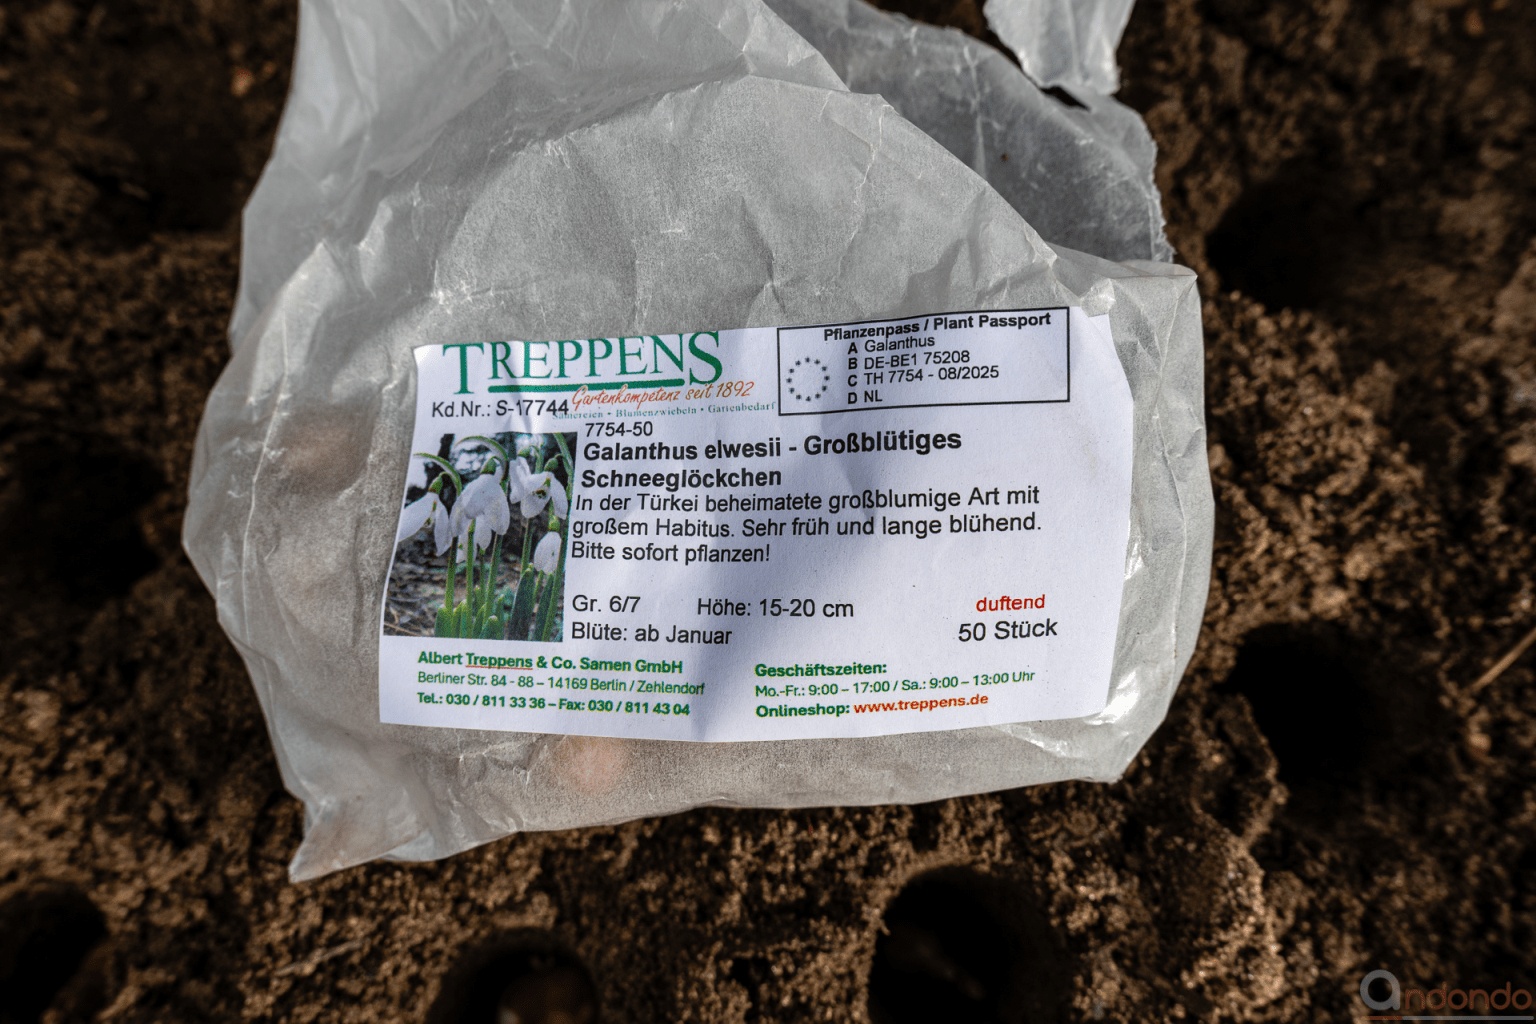 TREPPENS
Gartenkompetenz seit 1892
Kd.Nr.: S-17744
Sämereien • Blumenzwiebeln • Gartenbedarf
Pflanzenpass / Plant Passport
A Galanthus
B DE-BE1 75208
C TH 7754 - 08/2025
D NL
7754-50
Galanthus elwesii - Großblütiges
Schneeglöckchen
In der Türkei beheimatete großblumige Art mit
großem Habitus. Sehr früh und lange blühend.
Bitte sofort pflanzen!
Gr. 6/7 Höhe: 15-20 cm duftend
Blüte: ab Januar 50 Stück
Albert Treppens & Co. Samen GmbH
Berliner Str. 84 - 88 – 14169 Berlin / Zehlendorf
Tel.: 030 / 811 33 36 – Fax: 030 / 811 43 04
Geschäftszeiten:
Mo.-Fr.: 9:00 – 17:00 / Sa.: 9:00 – 13:00 Uhr
Onlineshop: www.treppens.de
andondo